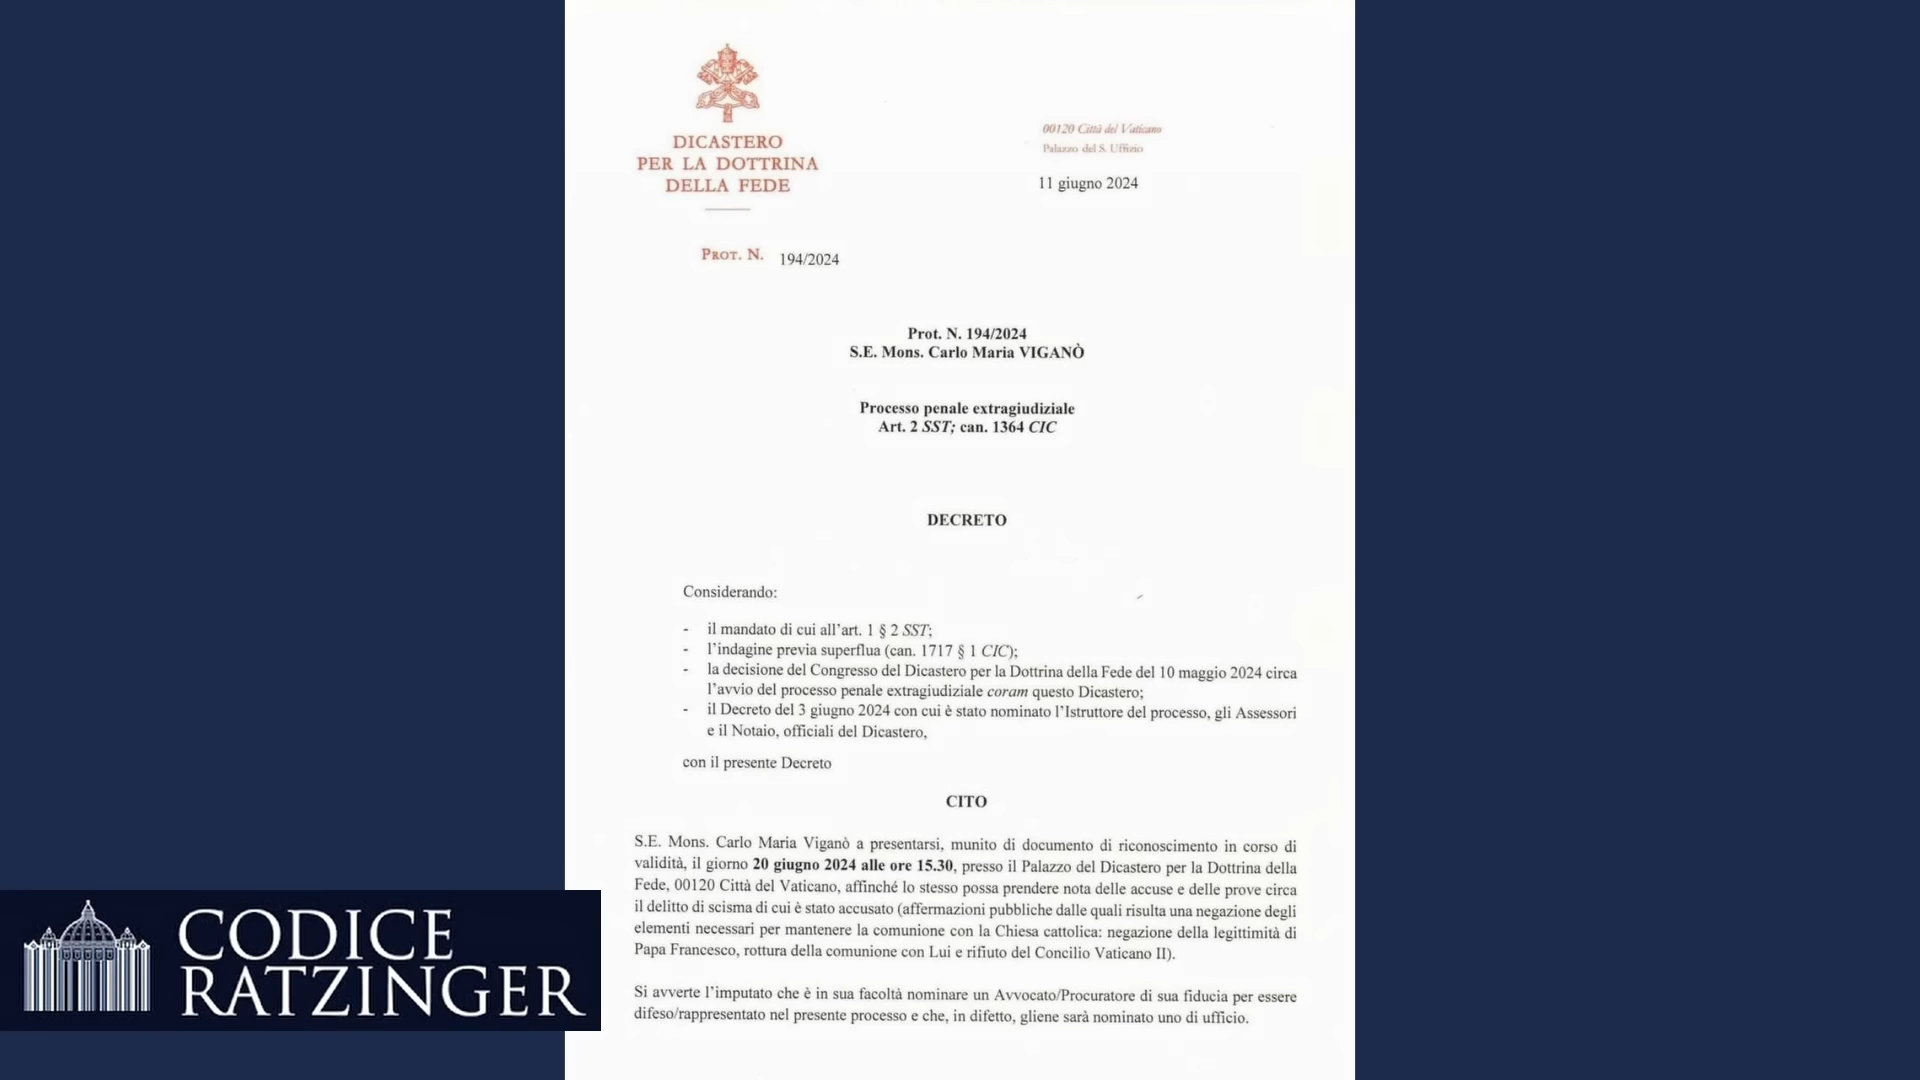 DICASTERO
PER LA DOTTRINA
DELLA FEDE
00120 Città del Vaticano
Palazzo del S. Uffizio
11 giugno 2024
PROT. N. 194/2024
Prot. N. 194/2024
S.E. Mons. Carlo Maria VIGANÒ
Processo penale extragiudiziale
Art. 2 SST; can. 1364 CIC
DECRETO
Considerando:
- il mandato di cui all'art. 1 § 2 SST;
- l'indagine previa superflua (can. 1717 § 1 CIC);
- la decisione del Congresso del Dicastero per la Dottrina della Fede del 10 maggio 2024 circa
l'avvio del processo penale extragiudiziale coram questo Dicastero;
- il Decreto del 3 giugno 2024 con cui è stato nominato l'Istruttore del processo, gli Assessori
e il Notaio, officiali del Dicastero,
con il presente Decreto
CITO
S.E. Mons. Carlo Maria Viganò a presentarsi, munito di documento di riconoscimento in corso di
validità, il giorno 20 giugno 2024 alle ore 15.30, presso il Palazzo del Dicastero per la Dottrina della
Fede, 00120 Città del Vaticano, affinché lo stesso possa prendere nota delle accuse e delle prove circa
il delitto di scisma di cui è stato accusato (affermazioni pubbliche dalle quali risulta una negazione degli
elementi necessari per mantenere la comunione con la Chiesa cattolica: negazione della legittimità di
Papa Francesco, rottura della comunione con Lui e rifiuto del Concilio Vaticano II).
Si avverte l'imputato che è in sua facoltà nominare un Avvocato/Procuratore di sua fiducia per essere
difeso/rappresentato nel presente processo e che, in difetto, gliene sarà nominato uno di ufficio.
CODICE
RATZINGER